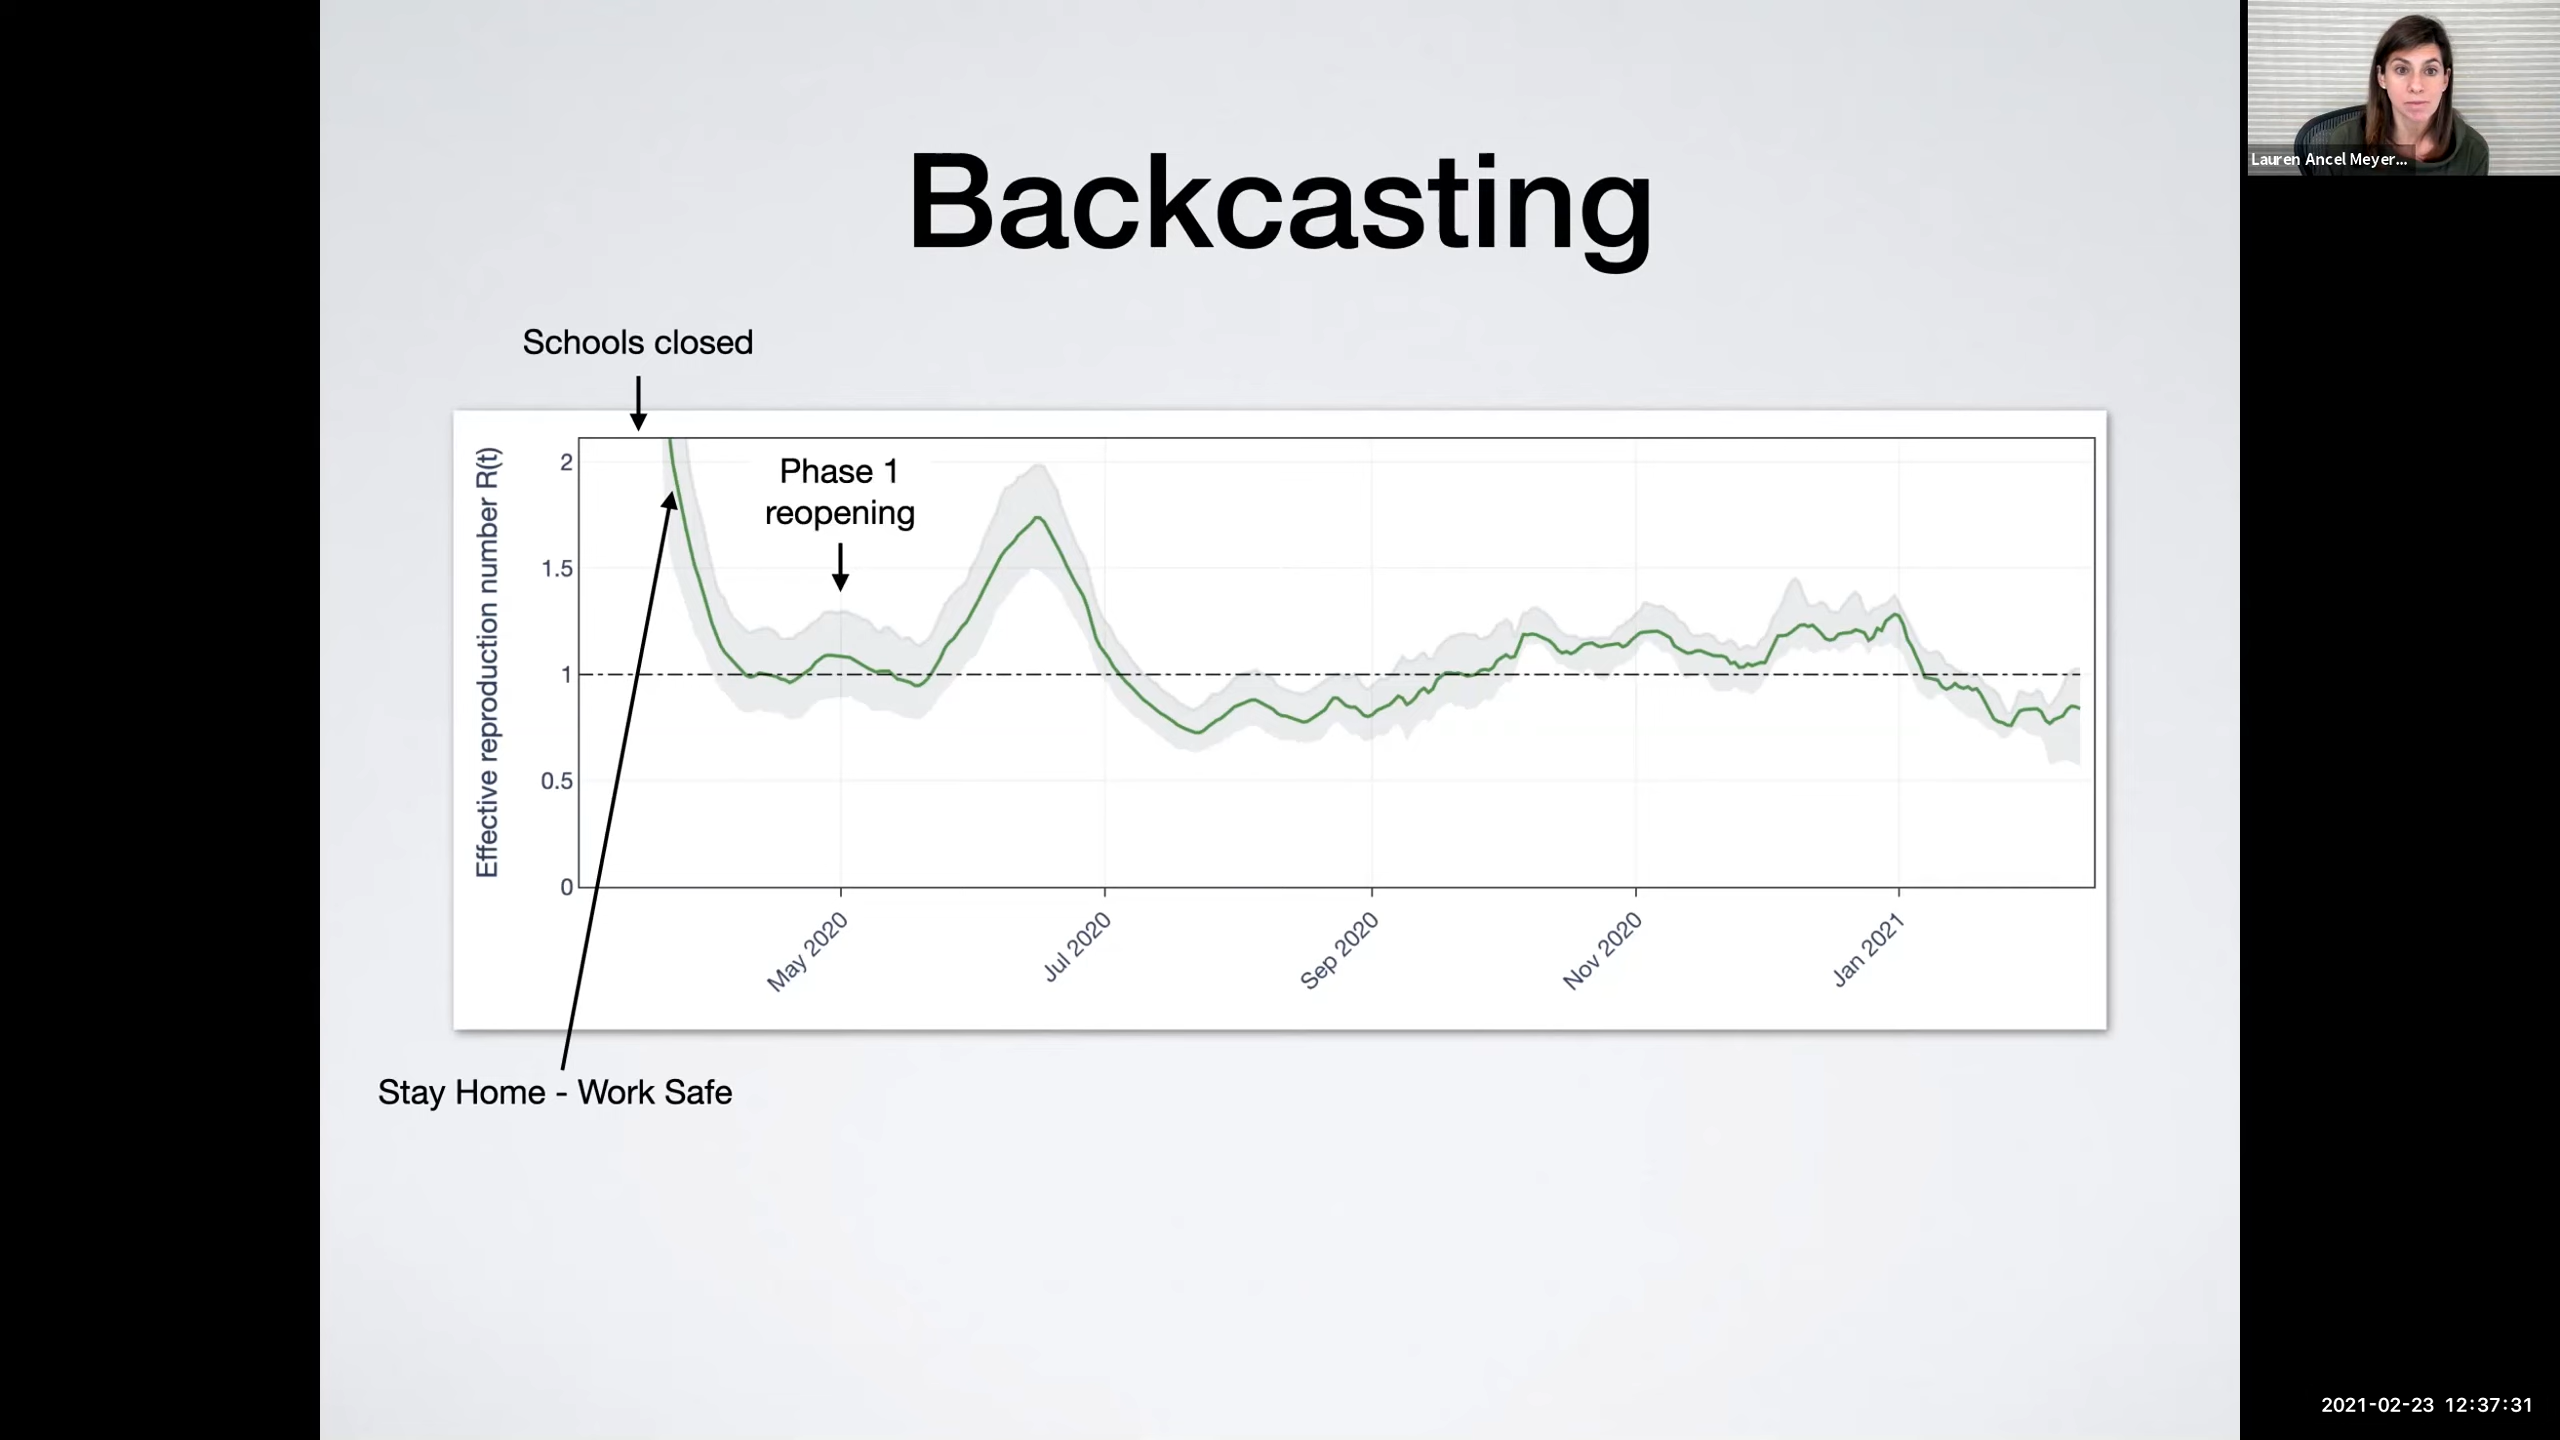 Backcasting
Schools closed
Phase 1
reopening
Effective reproduction number R(t)
2
1.5
1
0.5
0
May 2020
Jul 2020
Sep 2020
Nov 2020
Jan 2021
Stay Home - Work Safe
Lauren Ancel Meyer...
2021-02-23 12:37:31